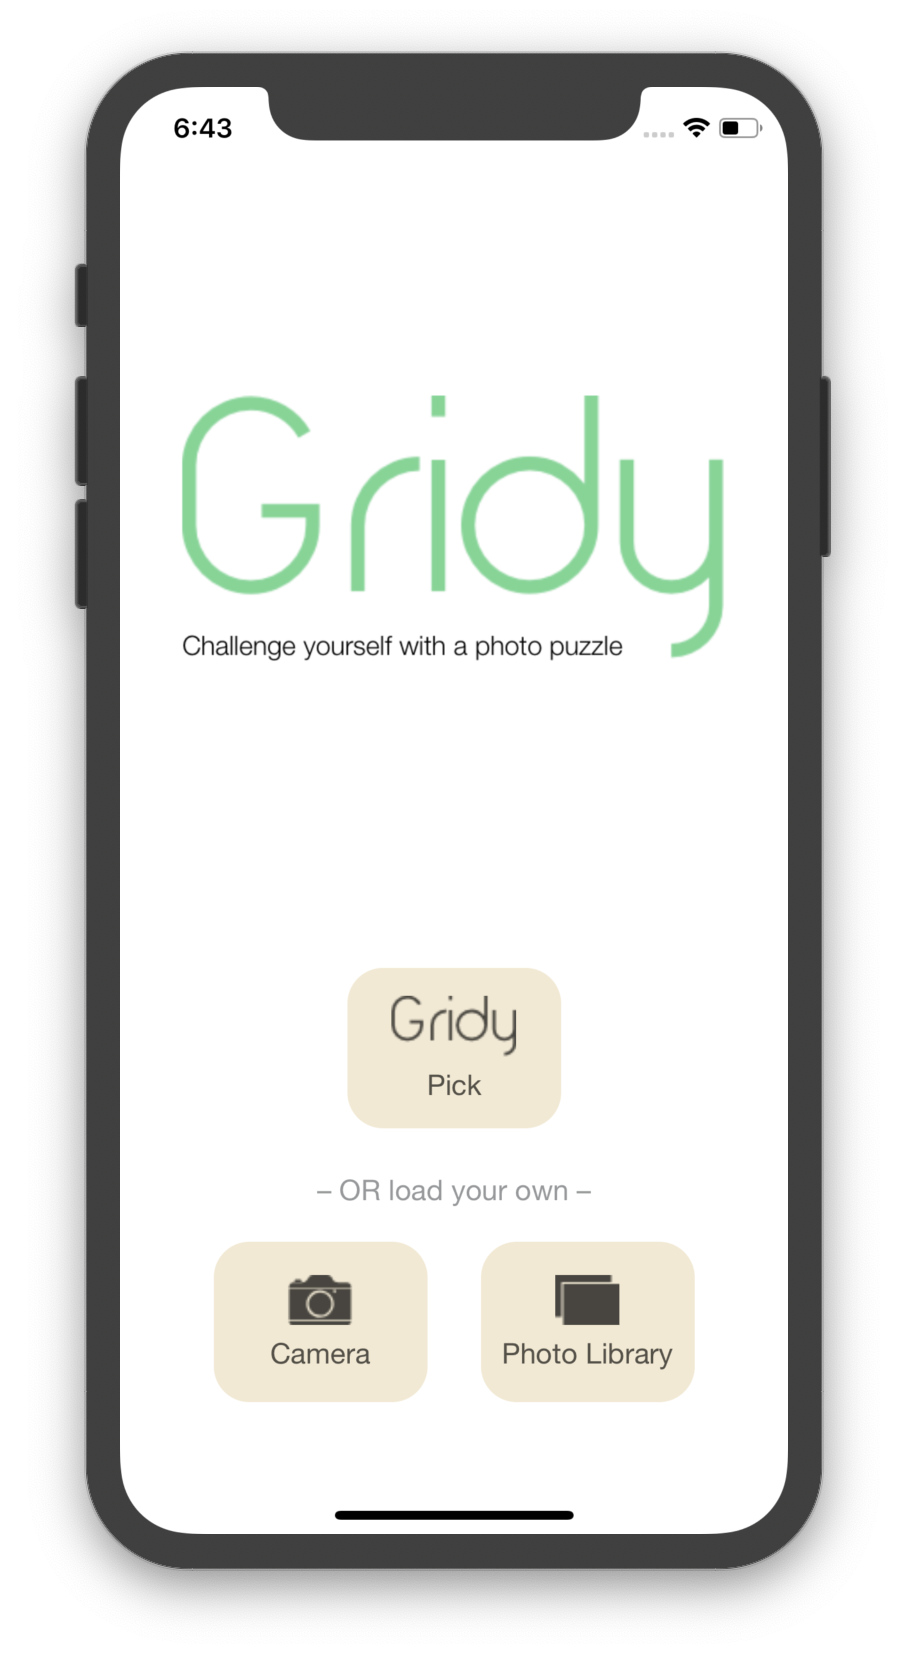 6:43
Gridy
Challenge yourself with a photo puzzle
Gridy
Pick
– OR load your own –
Camera
Photo Library